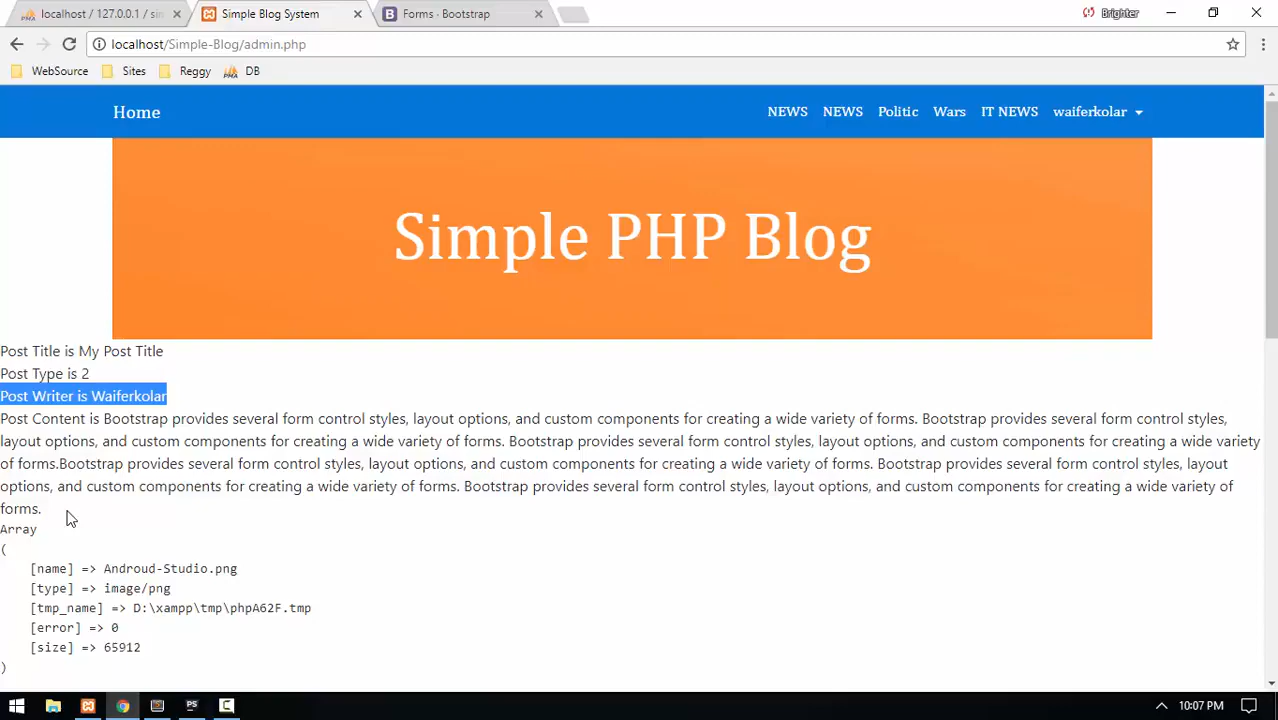 localhost / 127.0.0.1 / sin
Simple Blog System
Forms · Bootstrap
Brighter
localhost/Simple-Blog/admin.php
WebSource
Sites
Reggy
DB
Home
NEWS
NEWS
Politic
Wars
IT NEWS
waiferkolar
Simple PHP Blog
Post Title is My Post Title
Post Type is 2
Post Writer is Waiferkolar
Post Content is Bootstrap provides several form control styles, layout options, and custom components for creating a wide variety of forms. Bootstrap provides several form control styles,
layout options, and custom components for creating a wide variety of forms. Bootstrap provides several form control styles, layout options, and custom components for creating a wide variety
of forms.Bootstrap provides several form control styles, layout options, and custom components for creating a wide variety of forms. Bootstrap provides several form control styles, layout
options, and custom components for creating a wide variety of forms. Bootstrap provides several form control styles, layout options, and custom components for creating a wide variety of
forms.
Array
(
[name] => Androud-Studio.png
[type] => image/png
[tmp_name] => D:\xampp\tmp\phpA62F.tmp
[error] => 0
[size] => 65912
)
10:07 PM